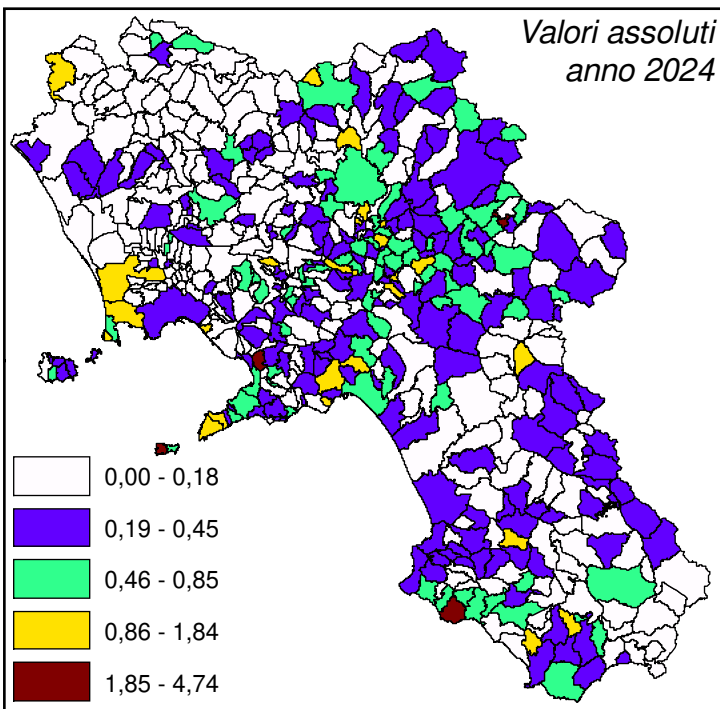 Valori assoluti
anno 2024
0,00 - 0,18
0,19 - 0,45
0,46 - 0,85
0,86 - 1,84
1,85 - 4,74